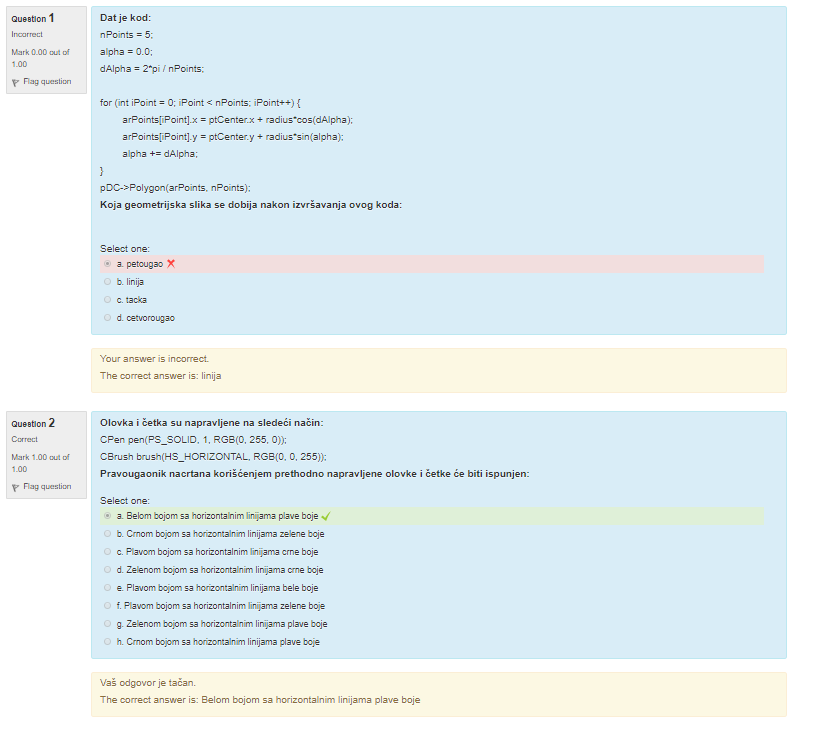 Question 1
Incorrect
Mark 0.00 out of
1.00
Flag question
Dat je kod:
nPoints = 5;
alpha = 0.0;
dAlpha = 2*pi / nPoints;
for (int iPoint = 0; iPoint < nPoints; iPoint++) {
arPoints[iPoint].x = ptCenter.x + radius*cos(dAlpha);
arPoints[iPoint].y = ptCenter.y + radius*sin(alpha);
alpha += dAlpha;
}
pDC->Polygon(arPoints, nPoints);
Koja geometrijska slika se dobija nakon izvršavanja ovog koda:
Select one:
a. petougao
b. linija
c. tacka
d. cetvorougao
Your answer is incorrect.
The correct answer is: linija
Question 2
Correct
Mark 1.00 out of
1.00
Flag question
Olovka i četka su napravljene na sledeći način:
CPen pen(PS_SOLID, 1, RGB(0, 255, 0));
CBrush brush(HS_HORIZONTAL, RGB(0, 0, 255));
Pravougaonik nacrtana korišćenjem prethodno napravljene olovke i četke će biti ispunjen:
Select one:
a. Belom bojom sa horizontalnim linijama plave boje
b. Crnom bojom sa horizontalnim linijama zelene boje
c. Plavom bojom sa horizontalnim linijama crne boje
d. Zelenom bojom sa horizontalnim linijama crne boje
e. Plavom bojom sa horizontalnim linijama bele boje
f. Plavom bojom sa horizontalnim linijama zelene boje
g. Zelenom bojom sa horizontalnim linijama plave boje
h. Crnom bojom sa horizontalnim linijama plave boje
Vaš odgovor je tačan.
The correct answer is: Belom bojom sa horizontalnim linijama plave boje